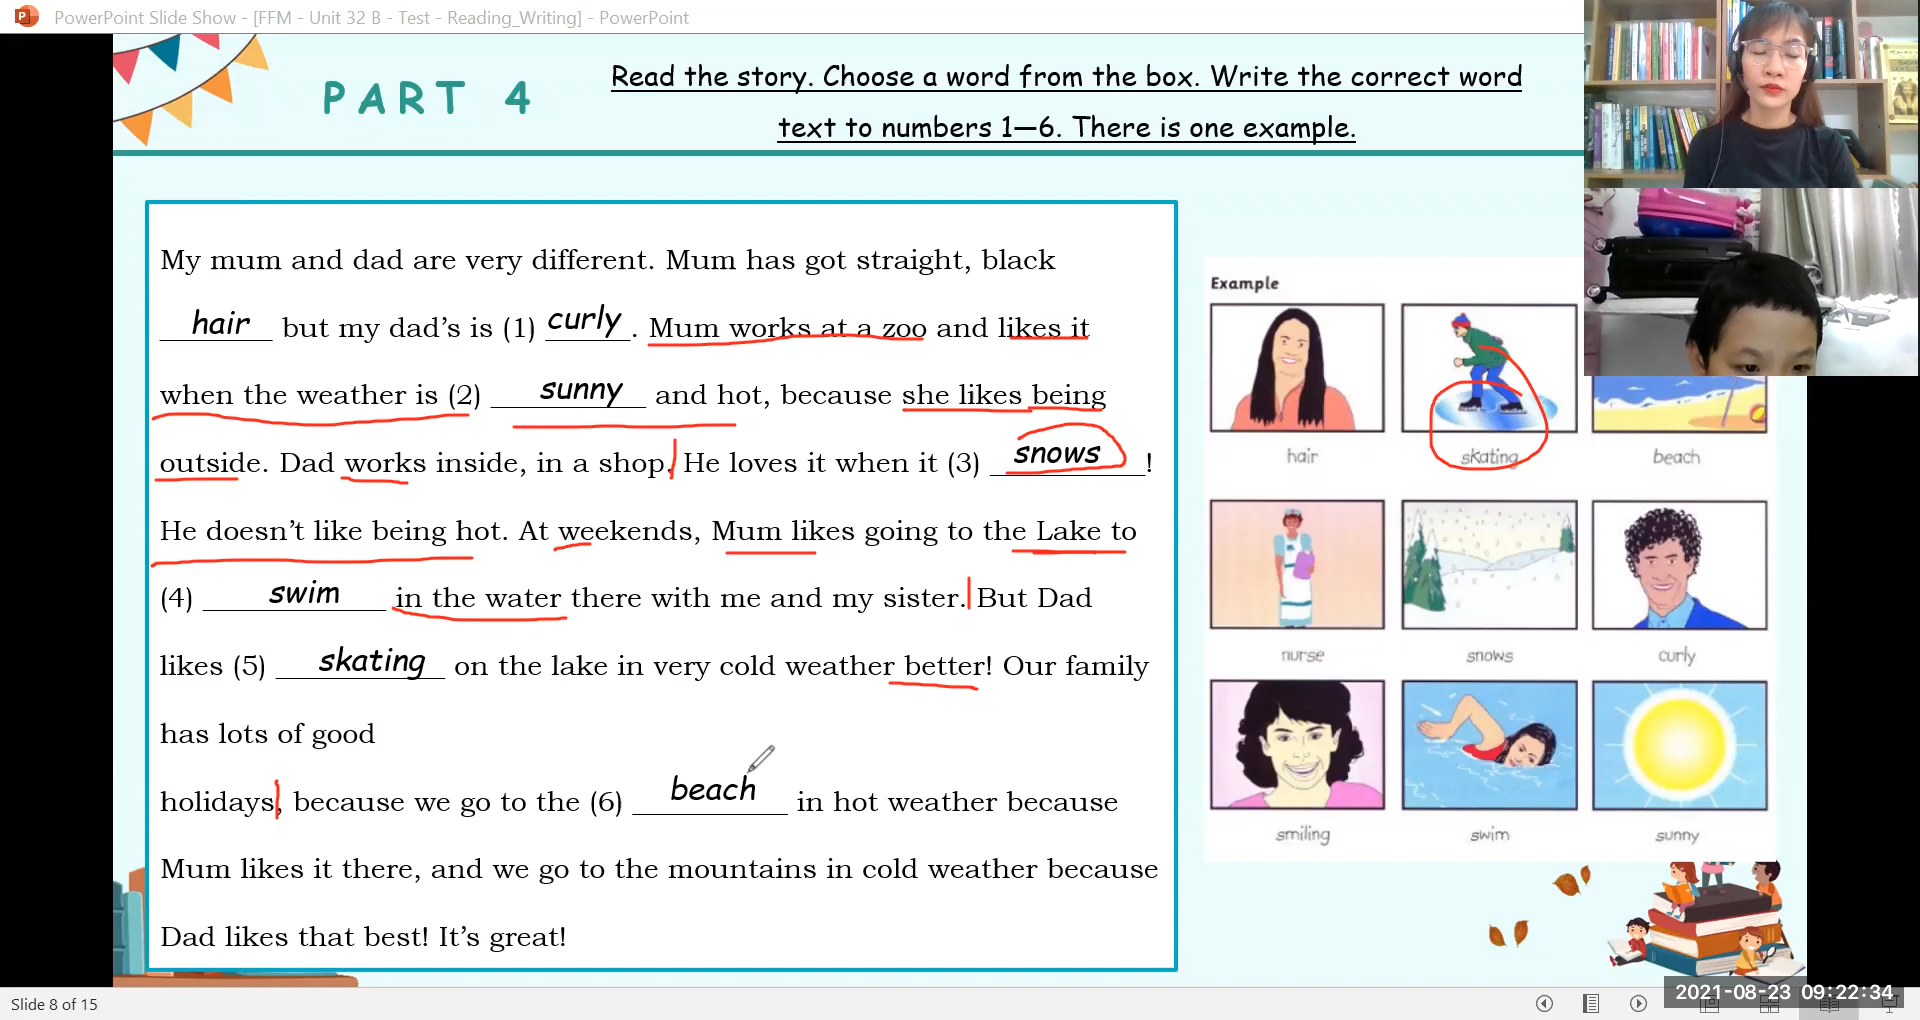 PowerPoint Slide Show - [FFM - Unit 32 B - Test - Reading_Writing] - PowerPoint
PART 4
Read the story. Choose a word from the box. Write the correct word
text to numbers 1—6. There is one example.
My mum and dad are very different. Mum has got straight, black
hair but my dad's is (1) curly. Mum works at a zoo and likes it
when the weather is (2) sunny and hot, because she likes being
outside. Dad works inside, in a shop. He loves it when it (3) snows!
He doesn't like being hot. At weekends, Mum likes going to the Lake to
(4) swim in the water there with me and my sister. But Dad
likes (5) skating on the lake in very cold weather better! Our family
has lots of good
holidays, because we go to the (6) beach in hot weather because
Mum likes it there, and we go to the mountains in cold weather because
Dad likes that best! It's great!
Example
hair skating beach
nurse snows curly
smiling swim sunny
Slide 8 of 15
2021-08-23 09:22:34